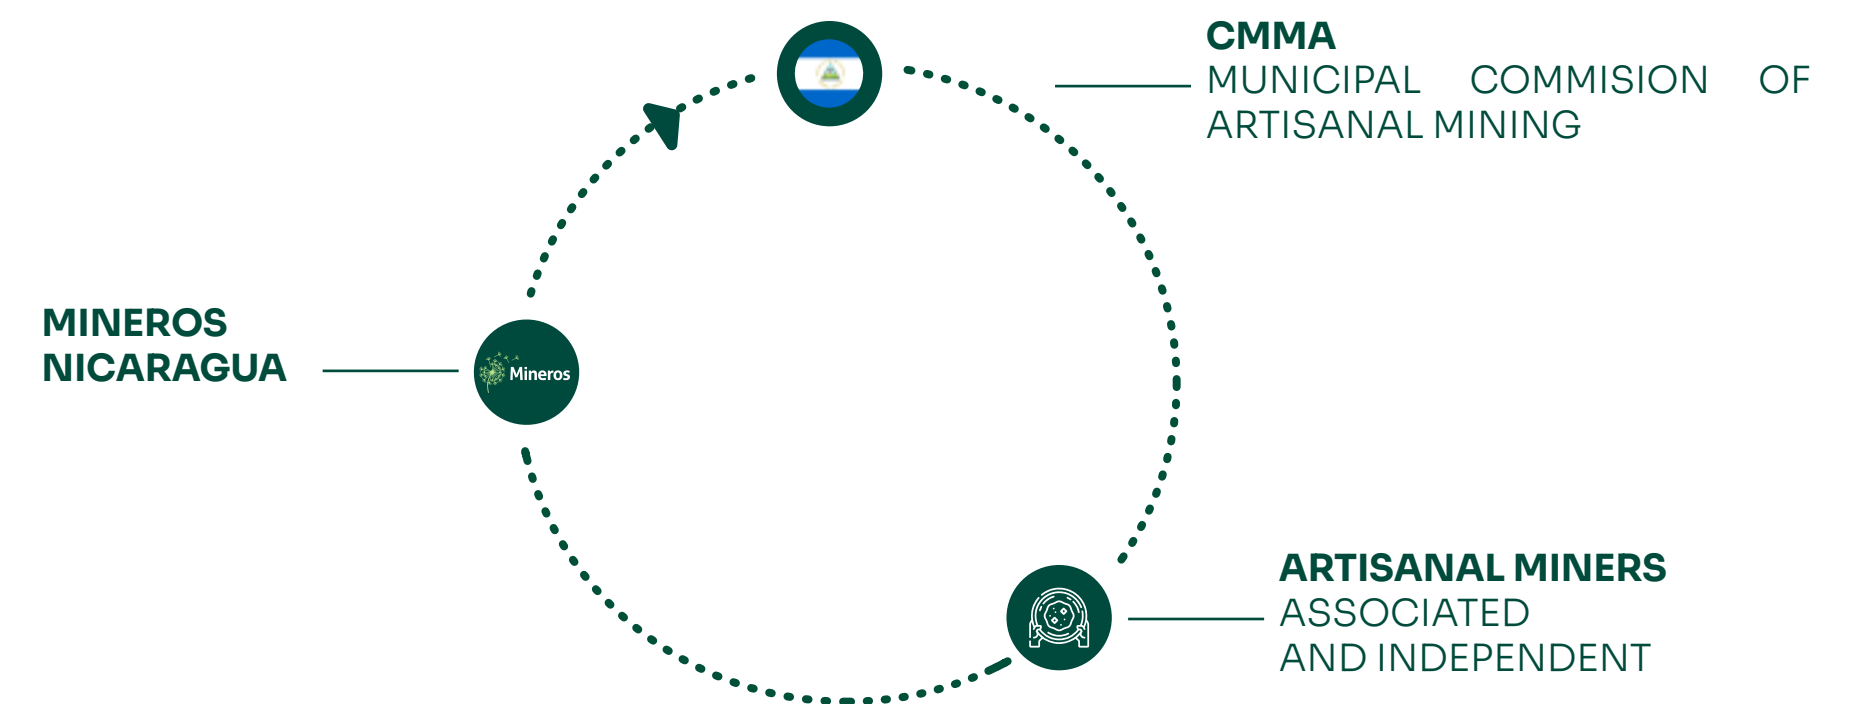 CMMA
MUNICIPAL COMMISION OF
ARTISANAL MINING
MINEROS
NICARAGUA
Mineros
ARTISANAL MINERS
ASSOCIATED
AND INDEPENDENT